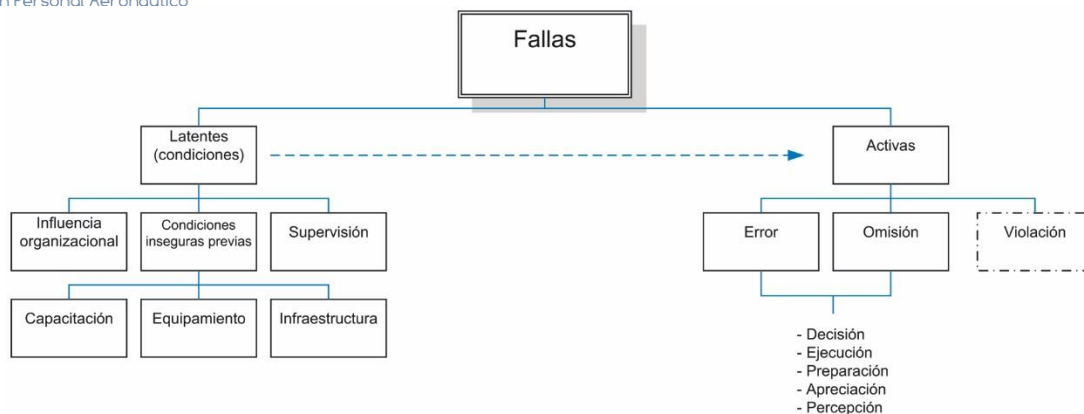 Personal Aeronáutico
Fallas
Latentes
(condiciones)
Activas
Influencia
organizacional
Condiciones
inseguras previas
Supervisión
Error
Omisión
Violación
Capacitación
Equipamiento
Infraestructura
- Decisión
- Ejecución
- Preparación
- Apreciación
- Percepción